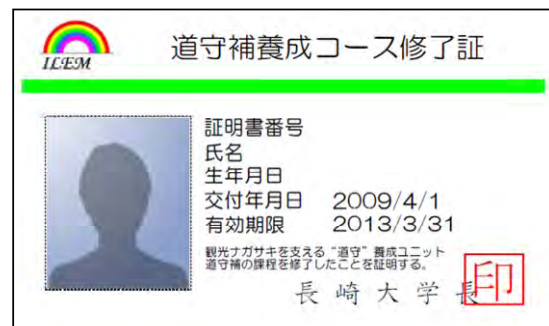 ILEM
道守補養成コース修了証
証明書番号
氏名
生年月日
交付年月日 2009/4/1
有効期限 2013/3/31
観光ナガサキを支える“道守”養成ユニット
道守補の課程を修了したことを証明する。
長崎大学長
印